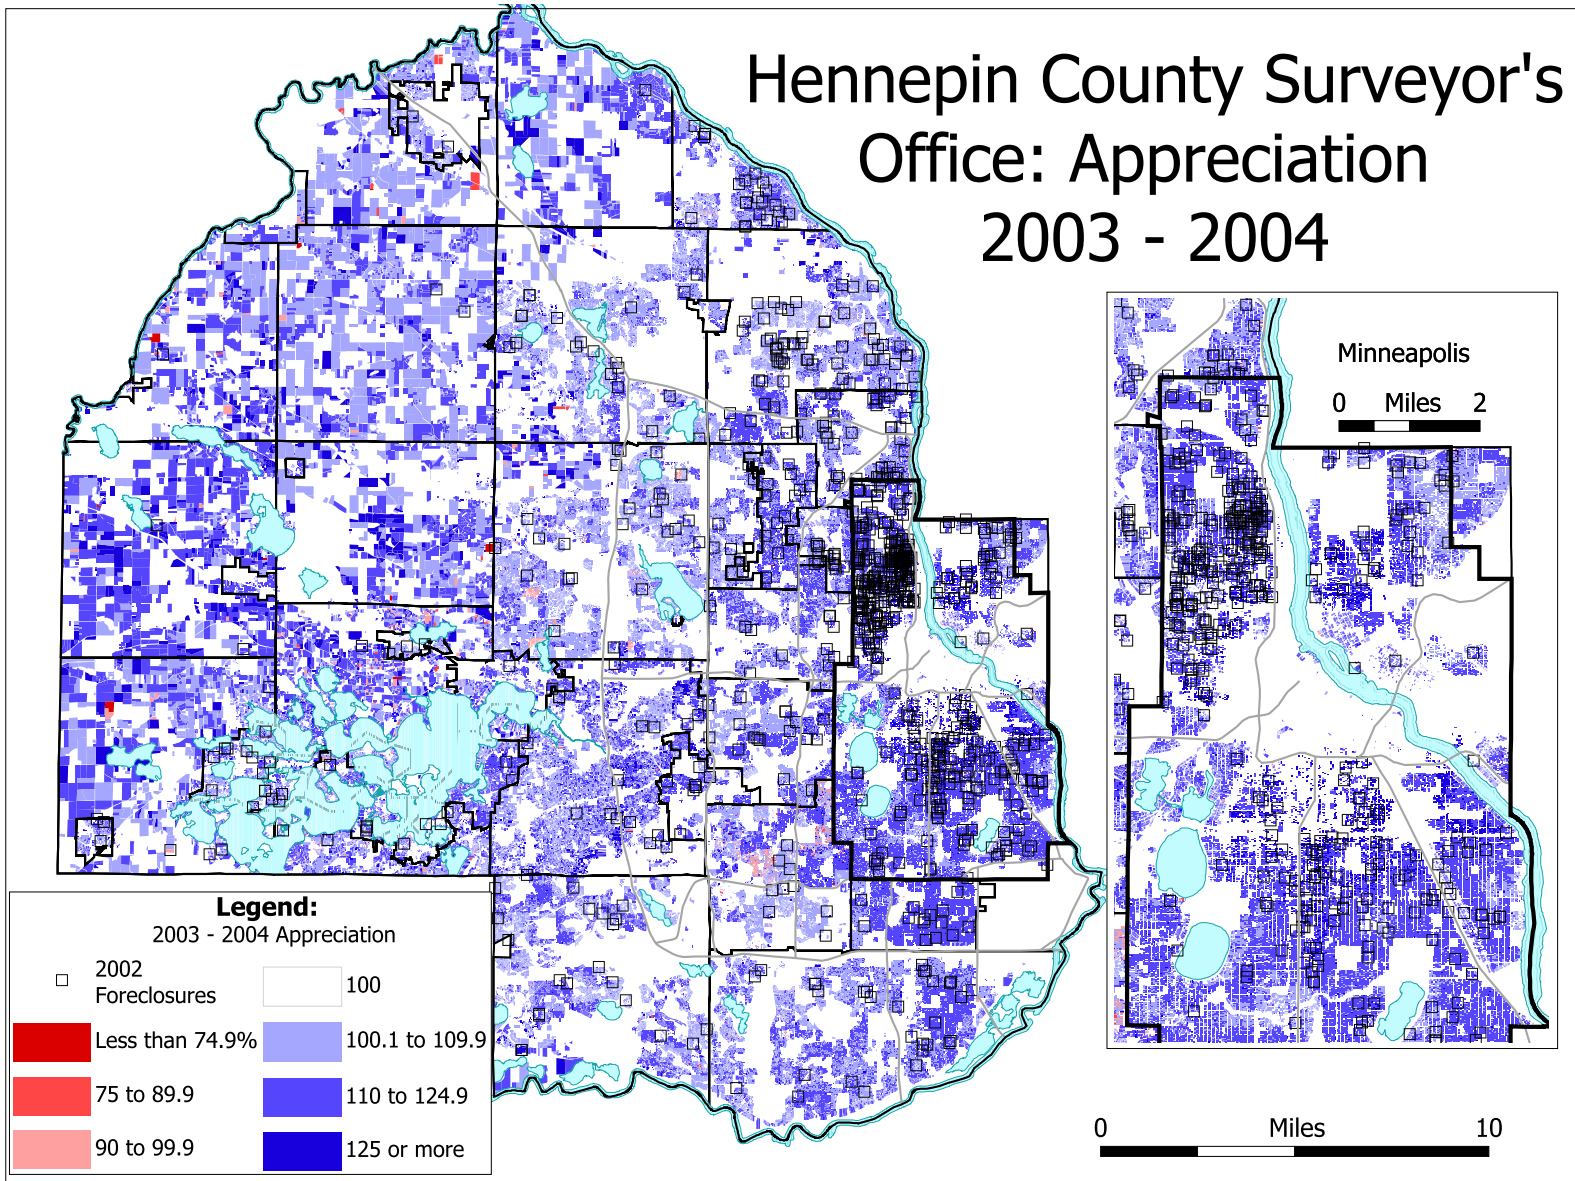 Hennepin County Surveyor's
Office: Appreciation
2003 - 2004
Minneapolis
0 Miles 2
Legend:
2003 - 2004 Appreciation
2002
Foreclosures
100
Less than 74.9%
100.1 to 109.9
75 to 89.9
110 to 124.9
90 to 99.9
125 or more
0 Miles 10